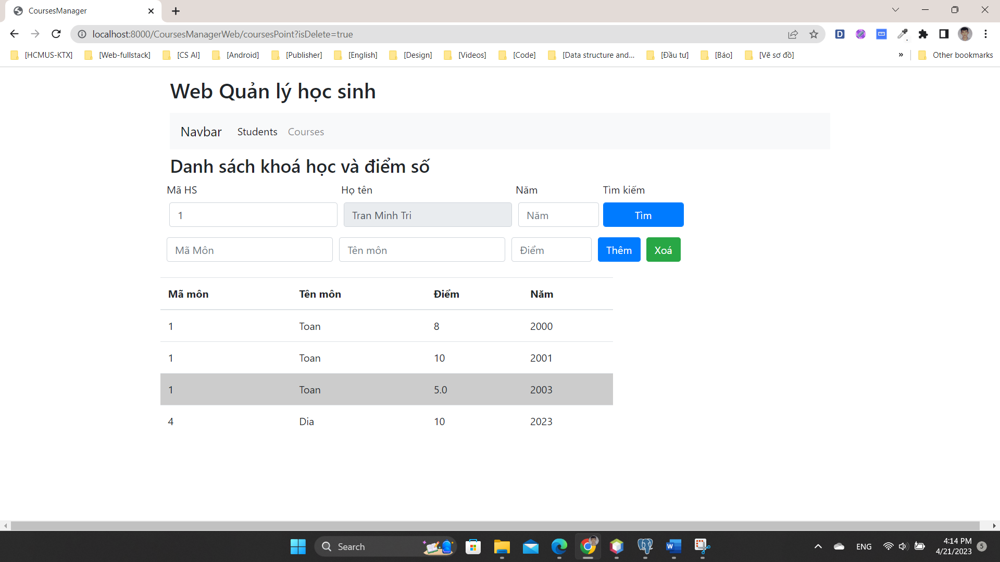 CoursesManager
localhost:8000/CoursesManagerWeb/coursesPoint?isDelete=true
[HCMUS-KTX] [Web-fullstack] [CS AI] [Android] [Publisher] [English] [Design] [Videos] [Code] [Data structure and... [Đầu tư] [Báo] [Vẽ sơ đồ] » Other bookmarks
Web Quản lý học sinh
Navbar Students Courses
Danh sách khoá học và điểm số
Mã HS Họ tên Năm Tìm kiếm
1 Tran Minh Tri Năm Tìm
Mã Môn Tên môn Điểm Thêm Xoá
Mã môn Tên môn Điểm Năm
1 Toan 8 2000
1 Toan 10 2001
1 Toan 5.0 2003
4 Dia 10 2023
Search ENG 4:14 PM
4/21/2023 5